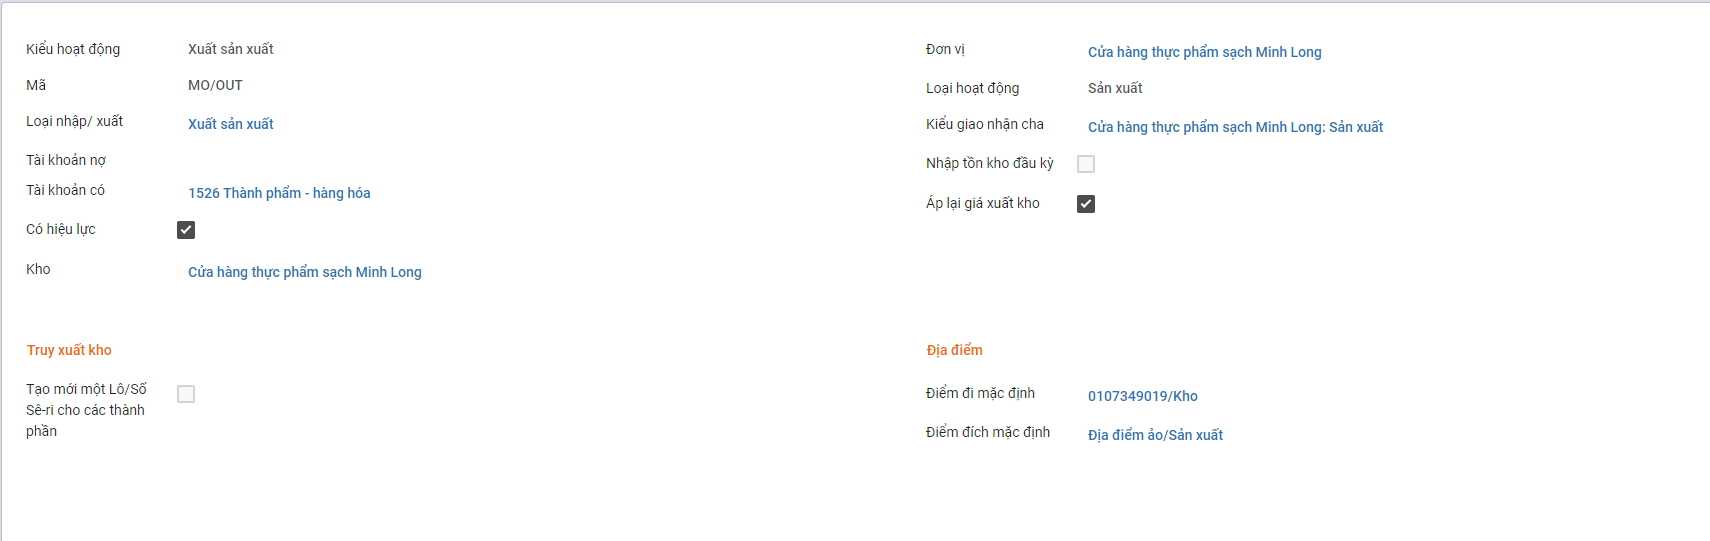 Kiểu hoạt động Xuất sản xuất
Mã MO/OUT
Loại nhập/ xuất Xuất sản xuất
Tài khoản nợ
Tài khoản có 1526 Thành phẩm - hàng hóa
Có hiệu lực
Kho Cửa hàng thực phẩm sạch Minh Long
Đơn vị Cửa hàng thực phẩm sạch Minh Long
Loại hoạt động Sản xuất
Kiểu giao nhận cha Cửa hàng thực phẩm sạch Minh Long: Sản xuất
Nhập tồn kho đầu kỳ
Áp lại giá xuất kho
Truy xuất kho
Tạo mới một Lô/Số
Sê-ri cho các thành
phần
Địa điểm
Điểm đi mặc định 0107349019/Kho
Điểm đích mặc định Địa điểm ảo/Sản xuất